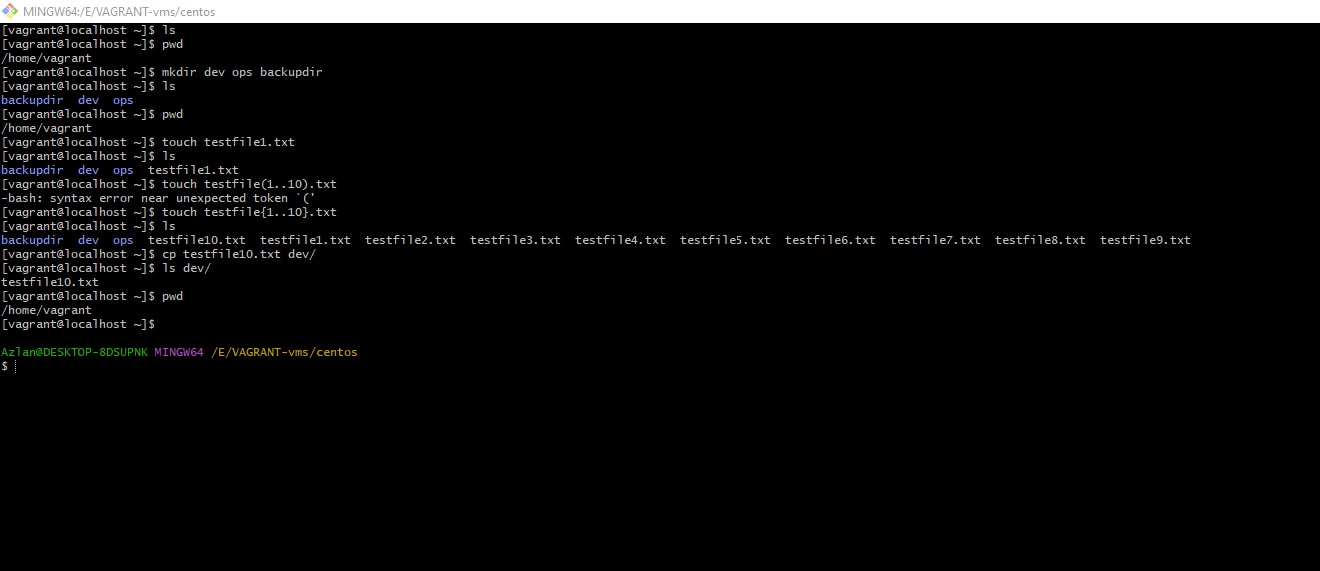 MINGW64:/E/VAGRANT-vms/centos
[vagrant@localhost ~]$ ls
[vagrant@localhost ~]$ pwd
/home/vagrant
[vagrant@localhost ~]$ mkdir dev ops backupdir
[vagrant@localhost ~]$ ls
backupdir  dev  ops
[vagrant@localhost ~]$ pwd
/home/vagrant
[vagrant@localhost ~]$ touch testfile1.txt
[vagrant@localhost ~]$ ls
backupdir  dev  ops  testfile1.txt
[vagrant@localhost ~]$ touch testfile(1..10).txt
-bash: syntax error near unexpected token `('
[vagrant@localhost ~]$ touch testfile{1..10}.txt
[vagrant@localhost ~]$ ls
backupdir  dev  ops  testfile10.txt  testfile1.txt  testfile2.txt  testfile3.txt  testfile4.txt  testfile5.txt  testfile6.txt  testfile7.txt  testfile8.txt  testfile9.txt
[vagrant@localhost ~]$ cp testfile10.txt dev/
[vagrant@localhost ~]$ ls dev/
testfile10.txt
[vagrant@localhost ~]$ pwd
/home/vagrant
[vagrant@localhost ~]$
Azlan@DESKTOP-8DSUPNK MINGW64 /E/VAGRANT-vms/centos
$